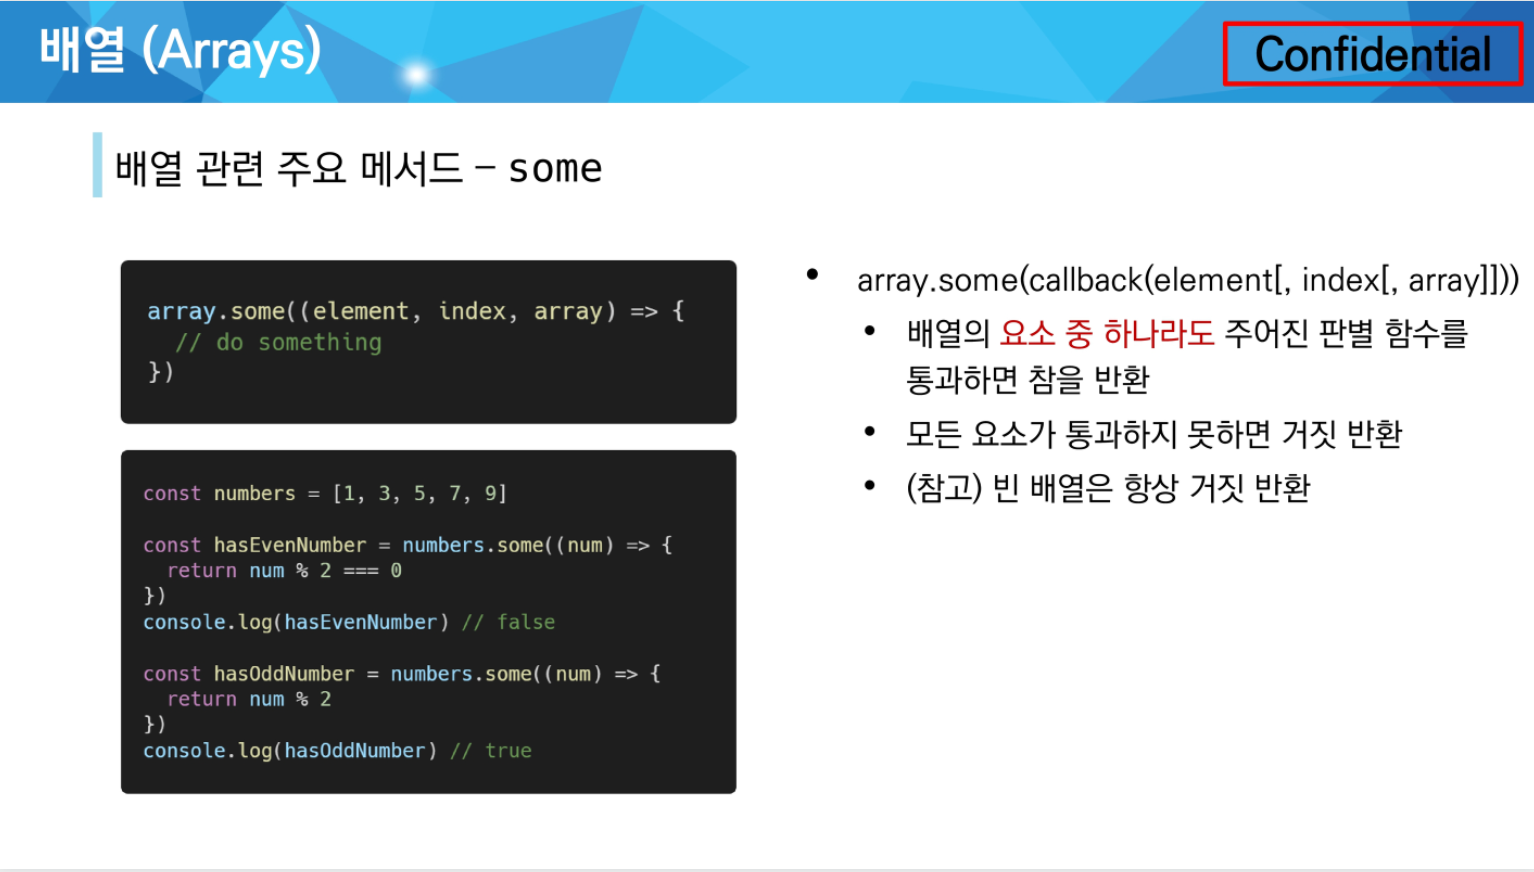 배열 (Arrays)
Confidential
배열 관련 주요 메서드 – some
array.some((element, index, array) => {
  // do something
})
const numbers = [1, 3, 5, 7, 9]
const hasEvenNumber = numbers.some((num) => {
  return num % 2 === 0
})
console.log(hasEvenNumber) // false
const hasOddNumber = numbers.some((num) => {
  return num % 2
})
console.log(hasOddNumber) // true
• array.some(callback(element[, index[, array]]))
• 배열의 요소 중 하나라도 주어진 판별 함수를
통과하면 참을 반환
• 모든 요소가 통과하지 못하면 거짓 반환
• (참고) 빈 배열은 항상 거짓 반환